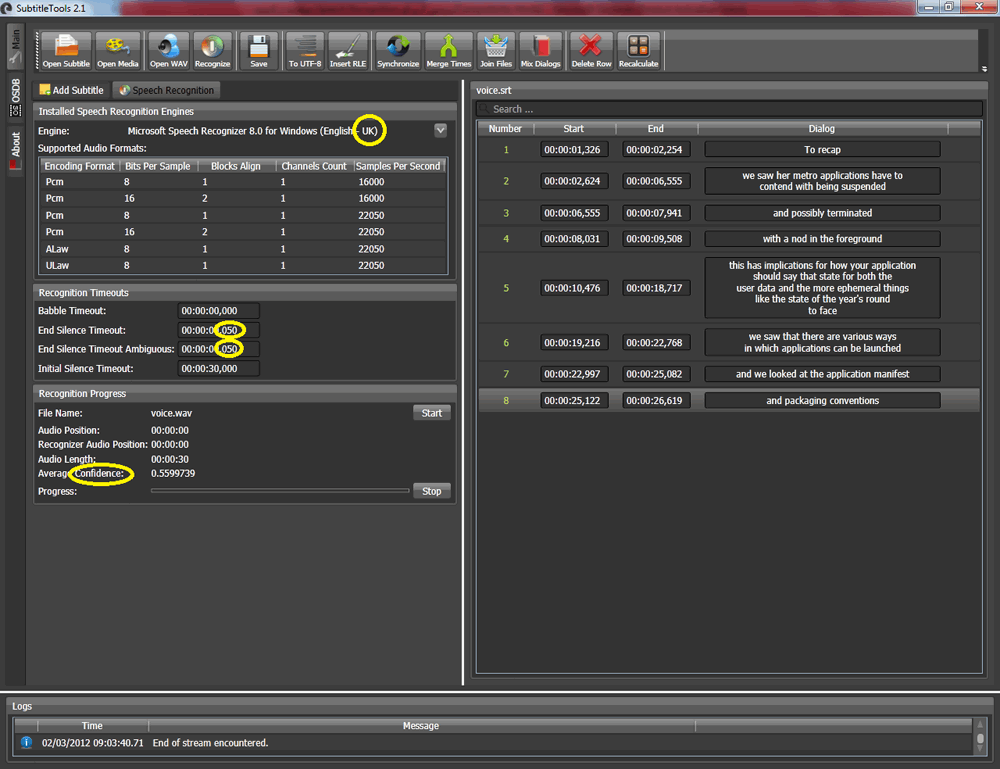 SubtitleTools 2.1
Main
OSDB
About
Open Subtitle
Open Media
Open WAV
Recognize
Save
To UTF-8
Insert RLE
Synchronize
Merge Times
Join Files
Mix Dialogs
Delete Row
Recalculate
Add Subtitle
Speech Recognition
Installed Speech Recognition Engines
Engine: Microsoft Speech Recognizer 8.0 for Windows (English - UK)
Supported Audio Formats:
Encoding Format Bits Per Sample Blocks Align Channels Count Samples Per Second
Pcm 8 1 1 16000
Pcm 16 2 1 16000
Pcm 8 1 1 22050
Pcm 16 2 1 22050
ALaw 8 1 1 22050
ULaw 8 1 1 22050
Recognition Timeouts
Babble Timeout: 00:00:00,000
End Silence Timeout: 00:00:00,050
End Silence Timeout Ambiguous: 00:00:00,050
Initial Silence Timeout: 00:00:30,000
Recognition Progress
File Name: voice.wav Start
Audio Position: 00:00:00
Recognizer Audio Position: 00:00:00
Audio Length: 00:00:30
Average Confidence: 0.5599739
Progress: Stop
voice.srt
Search ...
Number Start End Dialog
1 00:00:01,326 00:00:02,254 To recap
2 00:00:02,624 00:00:06,555 we saw her metro applications have to
contend with being suspended
3 00:00:06,555 00:00:07,941 and possibly terminated
4 00:00:08,031 00:00:09,508 with a nod in the foreground
5 00:00:10,476 00:00:18,717 this has implications for how your application
should say that state for both the
user data and the more ephemeral things
like the state of the year's round
to face
6 00:00:19,216 00:00:22,768 we saw that there are various ways
in which applications can be launched
7 00:00:22,997 00:00:25,082 and we looked at the application manifest
8 00:00:25,122 00:00:26,619 and packaging conventions
Logs
Time Message
02/03/2012 09:03:40.71 End of stream encountered.